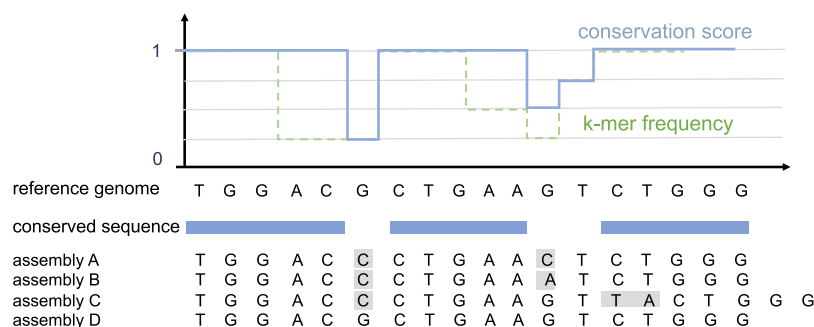 conservation score
1
k-mer frequency
0
reference genome T G G A C G C T G A A G T C T G G G
conserved sequence
assembly A T G G A C C C T G A A C T C T G G G
assembly B T G G A C C C T G A A A T C T G G G
assembly C T G G A C C C T G A A G T T A C T G G G
assembly D T G G A C G C T G A A G T C T G G G